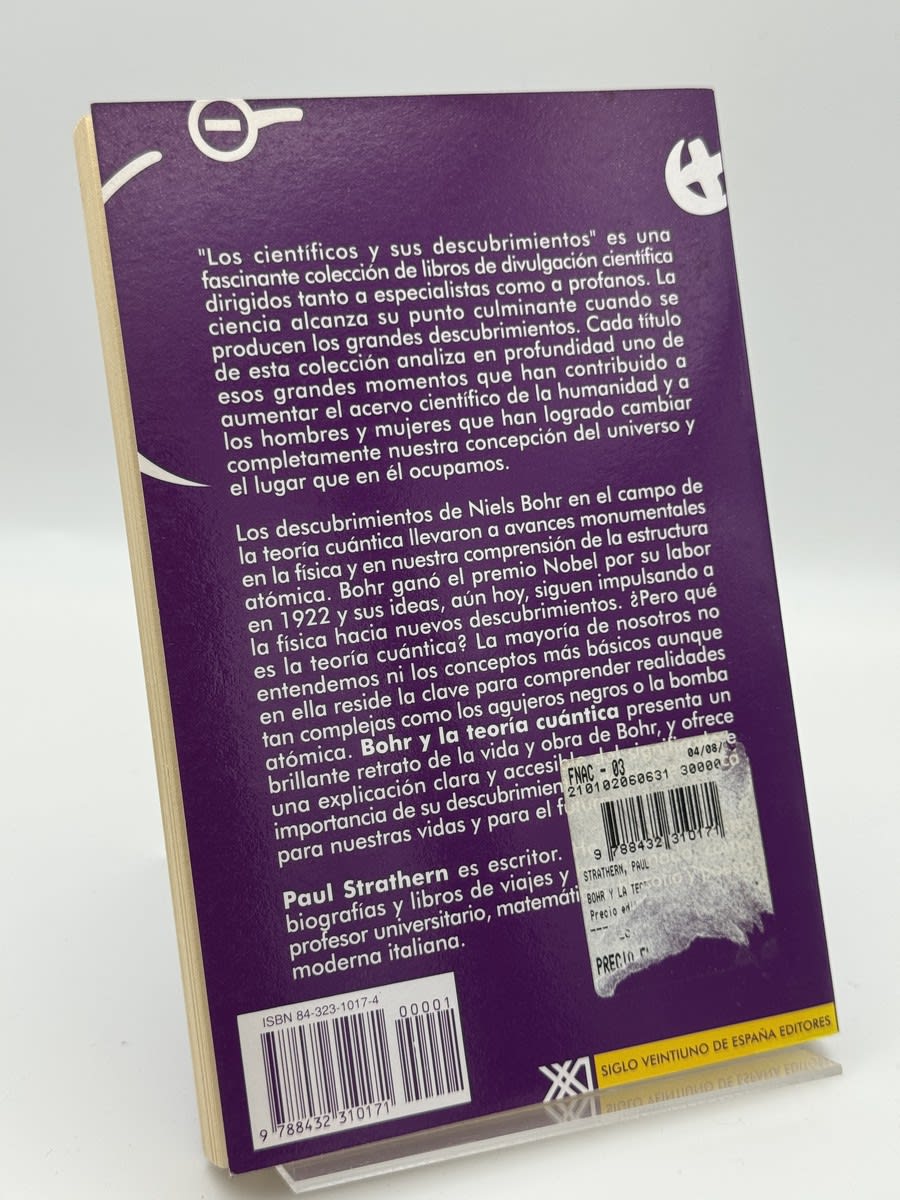 "Los científicos y sus descubrimientos" es una
fascinante colección de libros de divulgación científica
dirigidos tanto a especialistas como a profanos. La
ciencia alcanza su punto culminante cuando se
producen los grandes descubrimientos. Cada título
de esta colección analiza en profundidad uno de
esos grandes momentos que han contribuido a
aumentar el acervo científico de la humanidad y a
los hombres y mujeres que han logrado cambiar
completamente nuestra concepción del universo y
el lugar que en él ocupamos.
Los descubrimientos de Niels Bohr en el campo de
la teoría cuántica llevaron a avances monumentales
en la física y en nuestra comprensión de la estructura
atómica. Bohr ganó el premio Nobel por su labor
en 1922 y sus ideas, aún hoy, siguen impulsando a
la física hacia nuevos descubrimientos. ¿Pero qué
es la teoría cuántica? La mayoría de nosotros no
entendemos ni los conceptos más básicos aunque
en ella reside la clave para comprender realidades
tan complejas como los agujeros negros o la bomba
atómica. Bohr y la teoría cuántica presenta un
brillante retrato de la vida y obra de Bohr, y ofrece
una explicación clara y
importancia de su
para nuestras vidas y para el
Paul Strathern es escritor.
biografías y libros de viajes y
profesor universitario,
moderna italiana.
FNAC - 03
210102060631
9 788432 310171
STRATHERN, PAUL
BOHR Y LA
Precio
ISBN 84-323-1017-4
00001
9 788432 310171
SIGLO VEINTIUNO DE ESPAÑA EDITORES